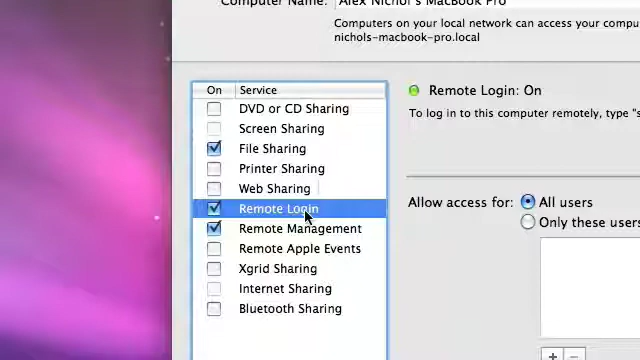 Computer Name: Alex Nichol's MacBook Pro
Computers on your local network can access your compu
nichols-macbook-pro.local
On Service
DVD or CD Sharing
Screen Sharing
File Sharing
Printer Sharing
Web Sharing
Remote Login
Remote Management
Remote Apple Events
Xgrid Sharing
Internet Sharing
Bluetooth Sharing
Remote Login: On
To log in to this computer remotely, type "s
Allow access for: All users
Only these users
+ −